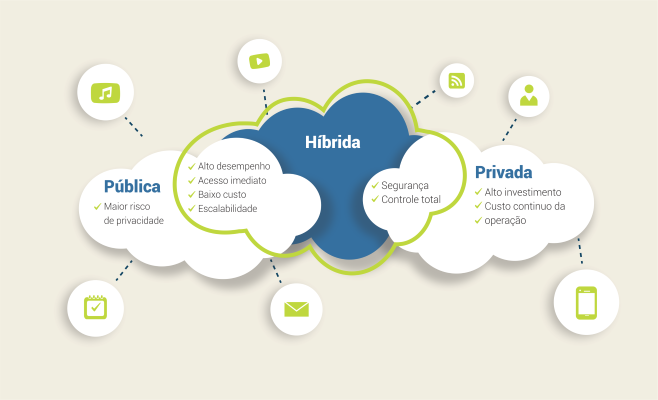 Híbrida
Pública
Maior risco
de privacidade
Alto desempenho
Acesso imediato
Baixo custo
Escalabilidade
Segurança
Controle total
Privada
Alto investimento
Custo continuo da
operação